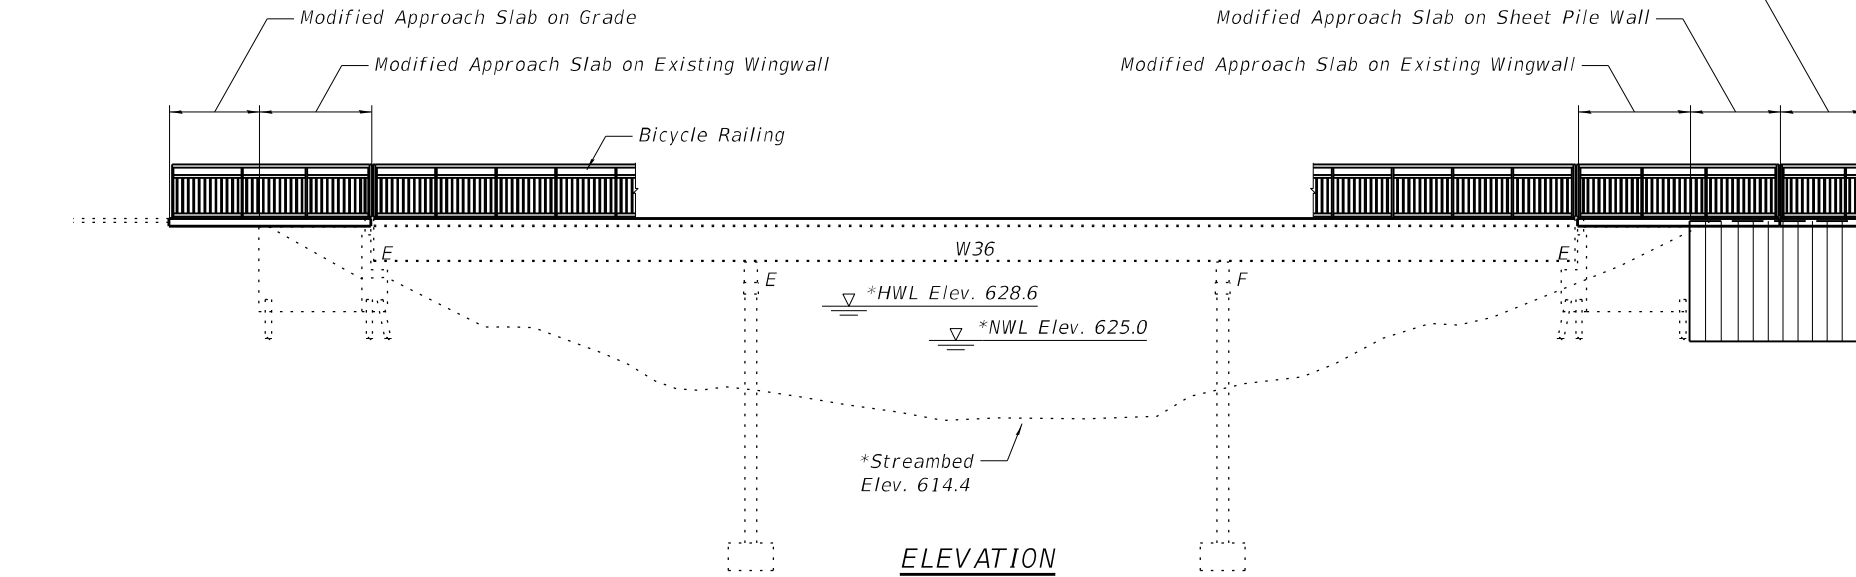 Modified Approach Slab on Grade
Modified Approach Slab on Sheet Pile Wall
Modified Approach Slab on Existing Wingwall
Modified Approach Slab on Existing Wingwall
Bicycle Railing
E
W36
E
E
F
*HWL Elev. 628.6
*NWL Elev. 625.0
*Streambed
Elev. 614.4
ELEVATION